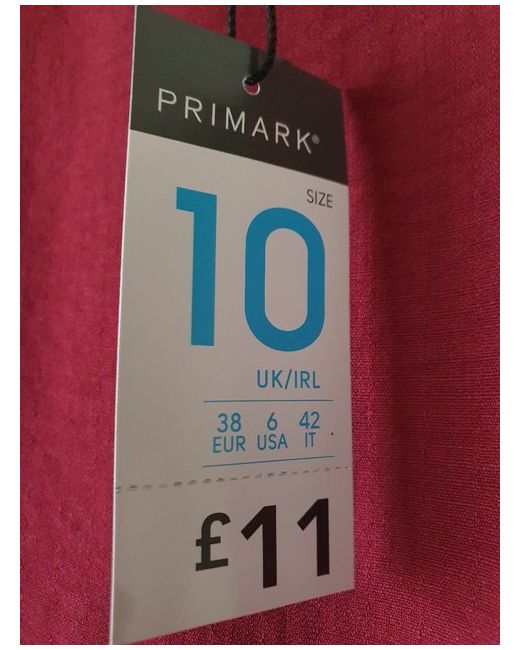 PRIMARK®
SIZE
10
UK/IRL
38 6 42
EUR USA IT
£11